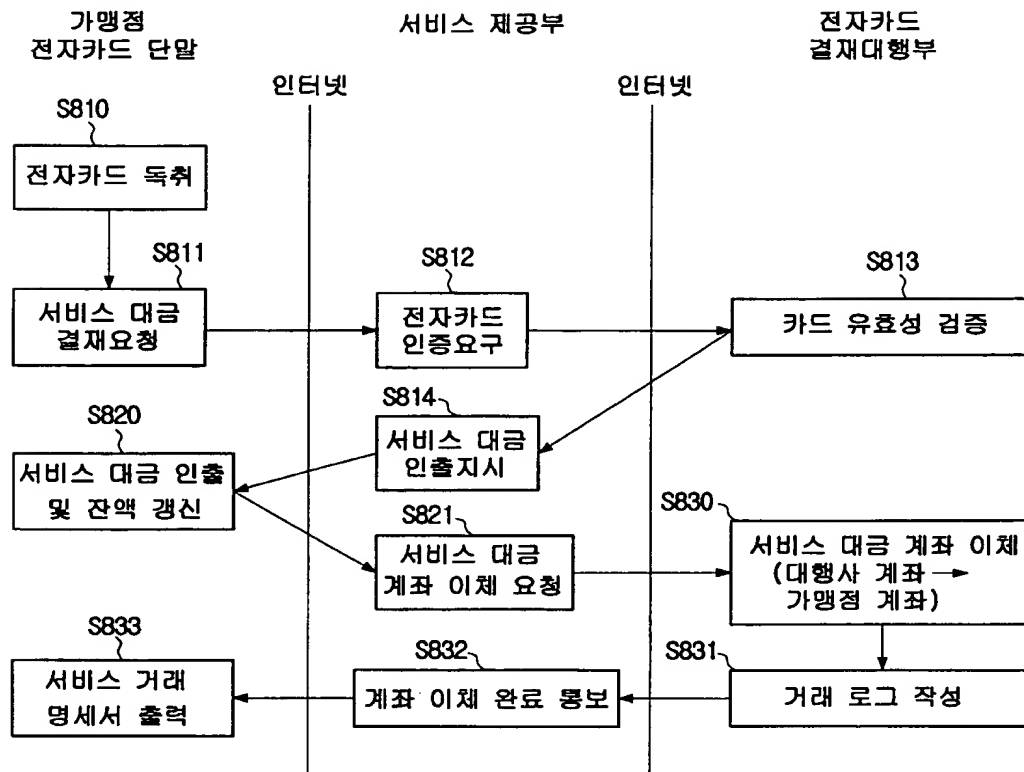 가맹점
전자카드 단말
서비스 제공부
전자카드
결재대행부
인터넷
인터넷
S810
전자카드 독취
S811
서비스 대금
결재요청
S812
전자카드
인증요구
S813
카드 유효성 검증
S814
서비스 대금
인출지시
S820
서비스 대금 인출
및 잔액 갱신
S821
서비스 대금
계좌 이체 요청
S830
서비스 대금 계좌 이체
(대행사 계좌 →
가맹점 계좌)
S831
거래 로그 작성
S832
계좌 이체 완료 통보
S833
서비스 거래
명세서 출력